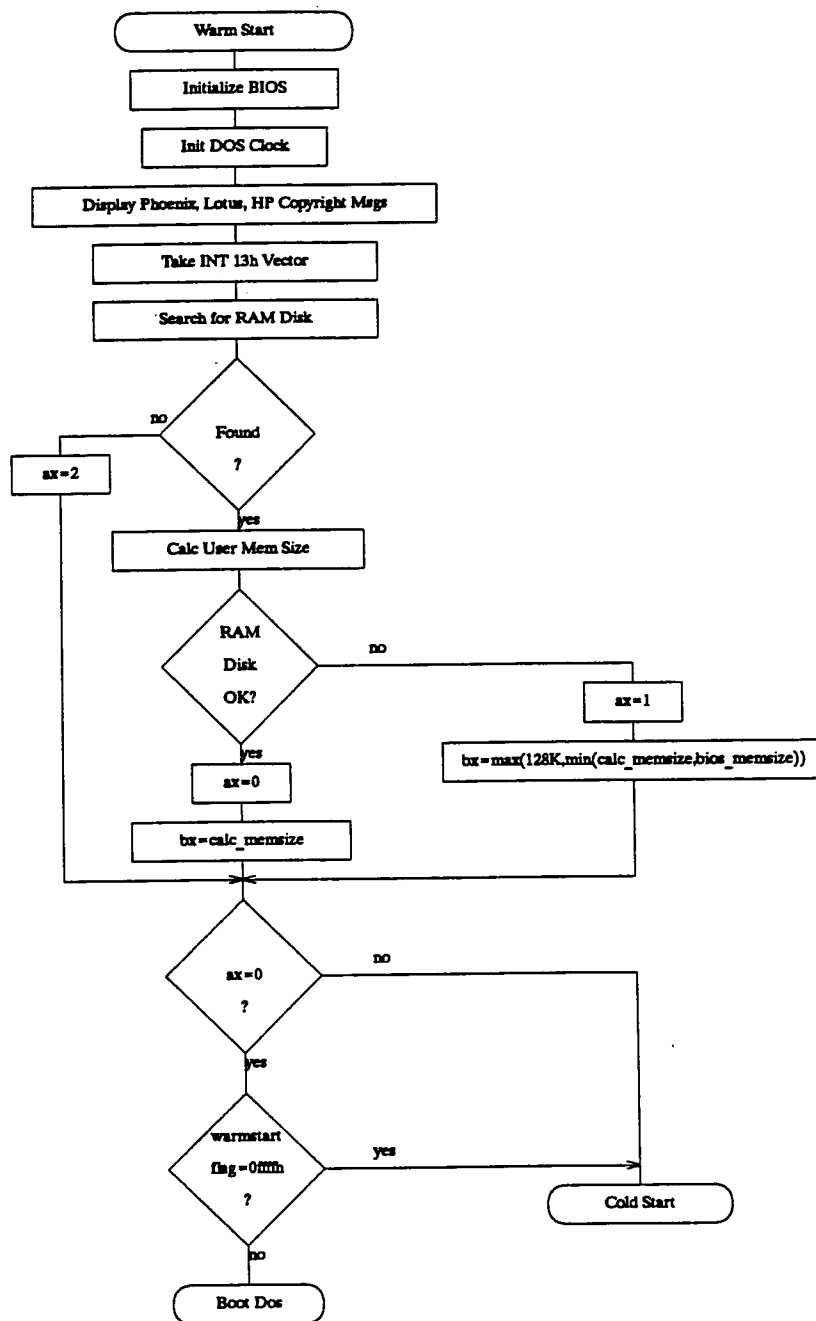 Warm Start
Initialize BIOS
Init DOS Clock
Display Phoenix, Lotus, HP Copyright Msgs
Take INT 13h Vector
Search for RAM Disk
no
Found
?
ax=2
yes
Calc User Mem Size
RAM
Disk
OK?
no
ax=1
yes
ax=0
bx=max(128K,min(calc_memsize,bios_memsize))
bx=calc_memsize
ax=0
?
no
yes
warmstart
flag=0ffffh
?
yes
Cold Start
no
Boot Dos